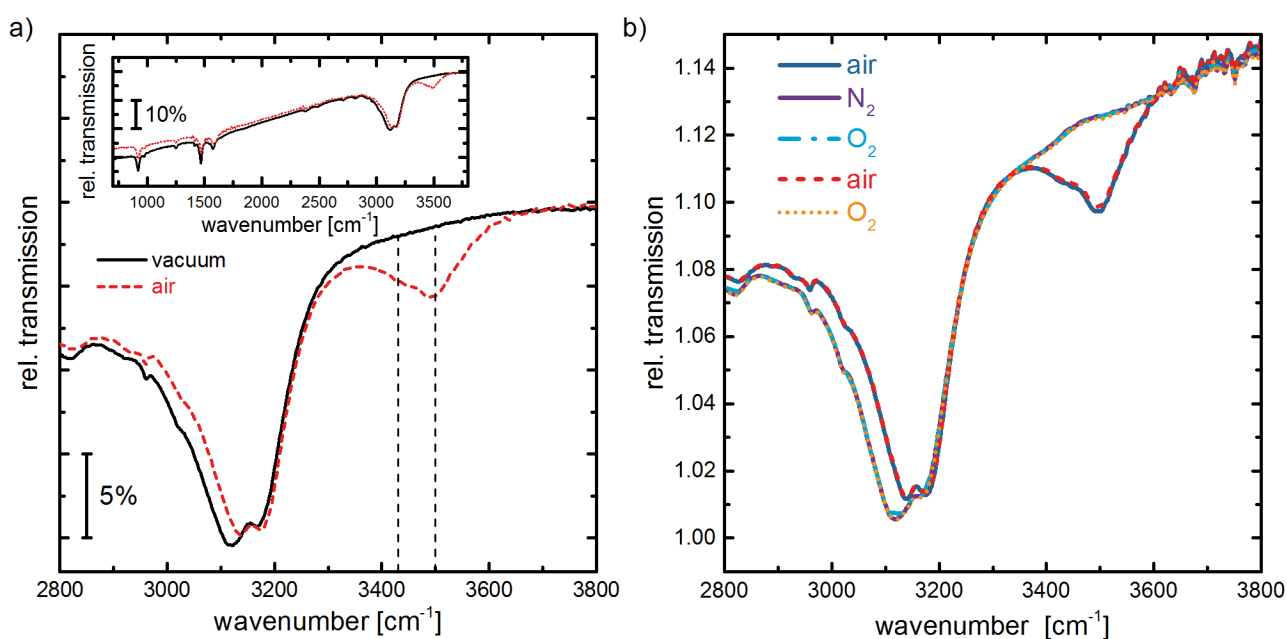 a)
rel. transmission
10%
1000 1500 2000 2500 3000 3500
wavenumber [cm⁻¹]
vacuum
air
rel. transmission
5%
2800 3000 3200 3400 3600 3800
wavenumber [cm⁻¹]
b)
air
N₂
O₂
air
O₂
rel. transmission
1.14
1.12
1.10
1.08
1.06
1.04
1.02
1.00
2800 3000 3200 3400 3600 3800
wavenumber [cm⁻¹]